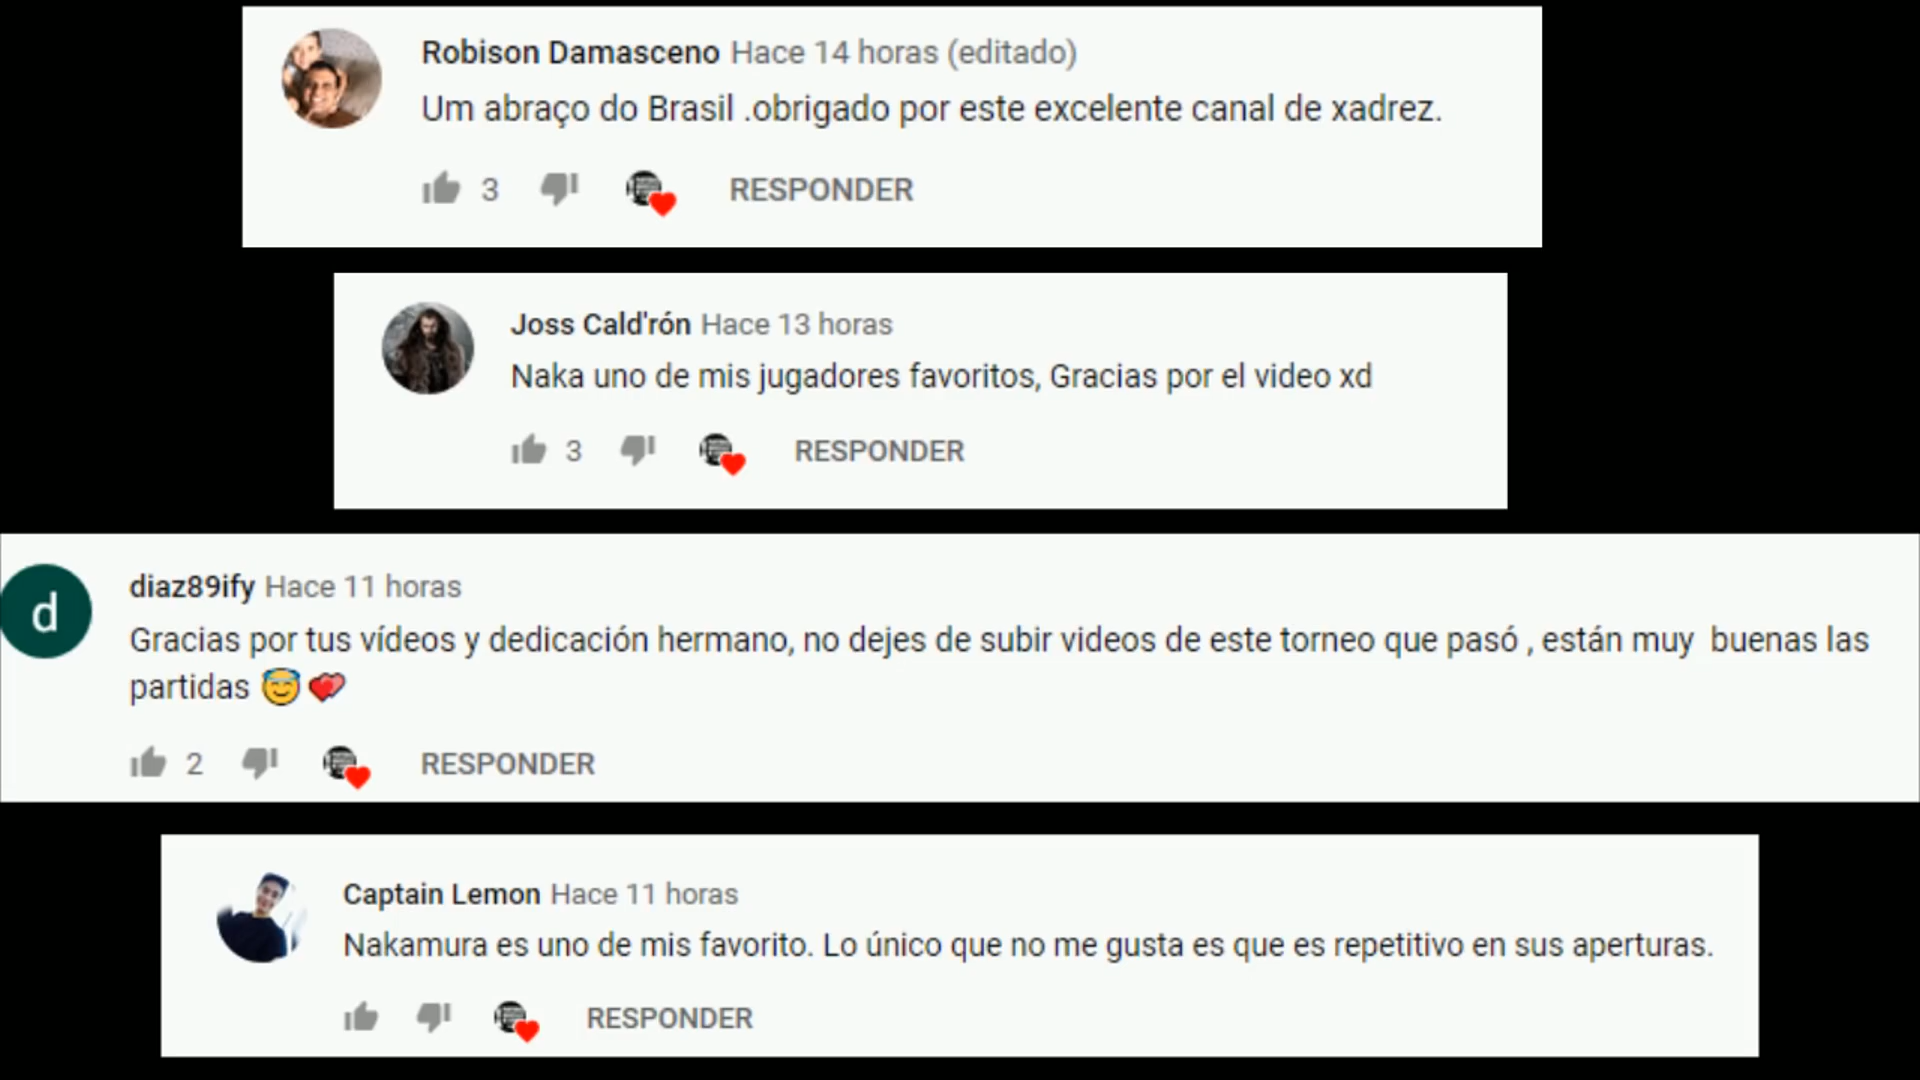 Robison Damasceno Hace 14 horas (editado)
Um abraço do Brasil .obrigado por este excelente canal de xadrez.
3 RESPONDER
Joss Cald'rón Hace 13 horas
Naka uno de mis jugadores favoritos, Gracias por el video xd
3 RESPONDER
d
diaz89ify Hace 11 horas
Gracias por tus vídeos y dedicación hermano, no dejes de subir videos de este torneo que pasó , están muy  buenas las
partidas 😇💕
2 RESPONDER
Captain Lemon Hace 11 horas
Nakamura es uno de mis favorito. Lo único que no me gusta es que es repetitivo en sus aperturas.
RESPONDER